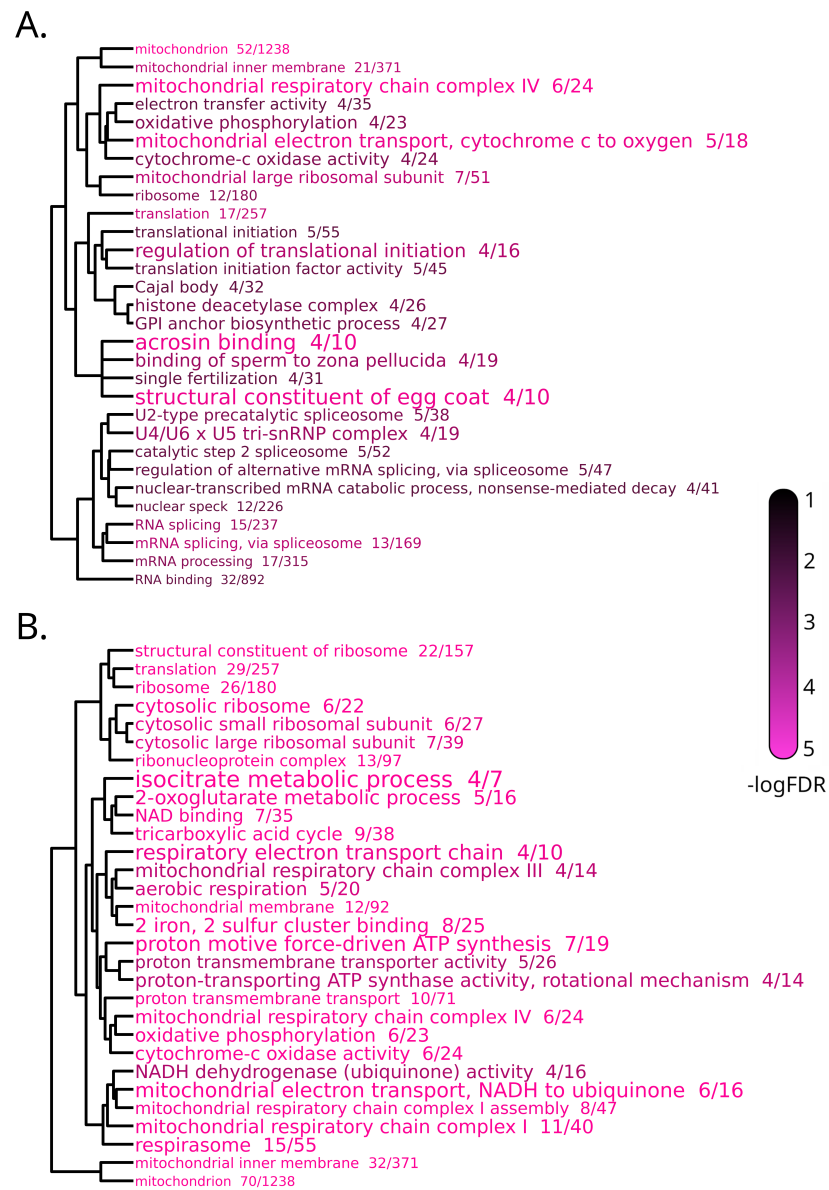 A.
mitochondrion 52/1238
mitochondrial inner membrane 21/371
mitochondrial respiratory chain complex IV 6/24
electron transfer activity 4/35
oxidative phosphorylation 4/23
mitochondrial electron transport, cytochrome c to oxygen 5/18
cytochrome-c oxidase activity 4/24
mitochondrial large ribosomal subunit 7/51
ribosome 12/180
translation 17/257
translational initiation 5/55
regulation of translational initiation 4/16
translation initiation factor activity 5/45
Cajal body 4/32
histone deacetylase complex 4/26
GPI anchor biosynthetic process 4/27
acrosin binding 4/10
binding of sperm to zona pellucida 4/19
single fertilization 4/31
structural constituent of egg coat 4/10
U2-type precatalytic spliceosome 5/38
U4/U6 x U5 tri-snRNP complex 4/19
catalytic step 2 spliceosome 5/52
regulation of alternative mRNA splicing, via spliceosome 5/47
nuclear-transcribed mRNA catabolic process, nonsense-mediated decay 4/41
nuclear speck 12/226
RNA splicing 15/237
mRNA splicing, via spliceosome 13/169
mRNA processing 17/315
RNA binding 32/892
B.
structural constituent of ribosome 22/157
translation 29/257
ribosome 26/180
cytosolic ribosome 6/22
cytosolic small ribosomal subunit 6/27
cytosolic large ribosomal subunit 7/39
ribonucleoprotein complex 13/97
isocitrate metabolic process 4/7
2-oxoglutarate metabolic process 5/16
NAD binding 7/35
tricarboxylic acid cycle 9/38
respiratory electron transport chain 4/10
mitochondrial respiratory chain complex III 4/14
aerobic respiration 5/20
mitochondrial membrane 12/92
2 iron, 2 sulfur cluster binding 8/25
proton motive force-driven ATP synthesis 7/19
proton transmembrane transporter activity 5/26
proton-transporting ATP synthase activity, rotational mechanism 4/14
proton transmembrane transport 10/71
mitochondrial respiratory chain complex IV 6/24
oxidative phosphorylation 6/23
cytochrome-c oxidase activity 6/24
NADH dehydrogenase (ubiquinone) activity 4/16
mitochondrial electron transport, NADH to ubiquinone 6/16
mitochondrial respiratory chain complex I assembly 8/47
mitochondrial respiratory chain complex I 11/40
respirasome 15/55
mitochondrial inner membrane 32/371
mitochondrion 70/1238
1
2
3
4
5
-logFDR